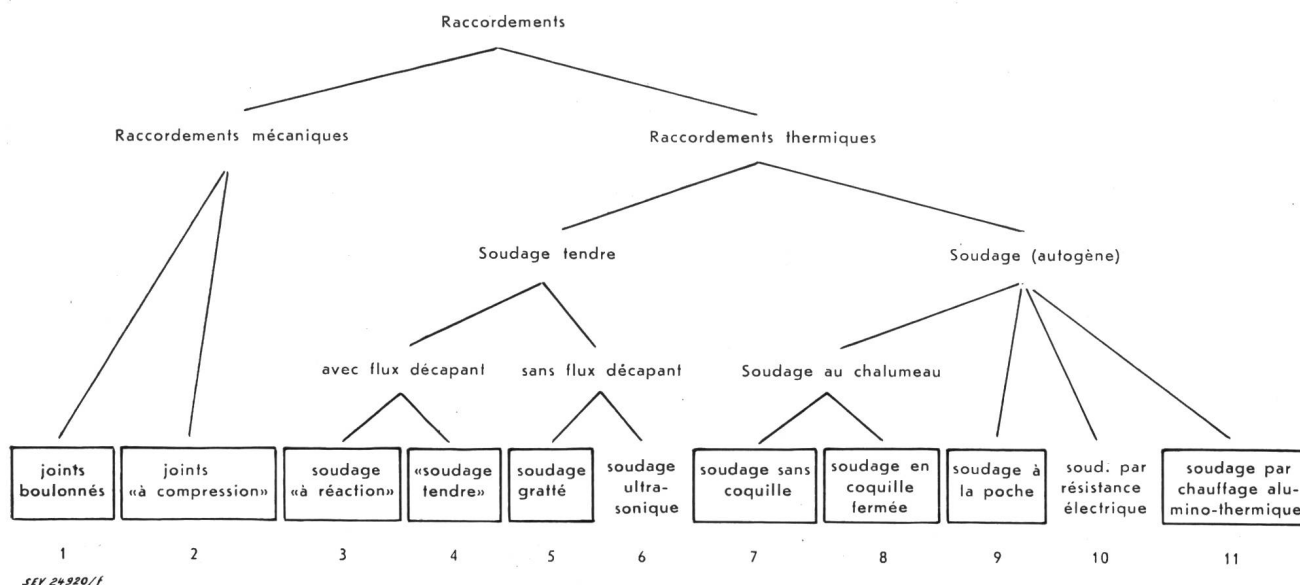 Raccordements
Raccordements mécaniques
Raccordements thermiques
Soudage tendre
Soudage (autogène)
avec flux décapant
sans flux décapant
Soudage au chalumeau
joints
boulonnés
joints
«à compression»
soudage
«à réaction»
«soudage
tendre»
soudage
gratté
soudage
ultra-
sonique
soudage sans
coquille
soudage en
coquille
fermée
soudage à
la poche
soud. par
résistance
électrique
soudage par
chauffage alu-
mino-thermique
1
2
3
4
5
6
7
8
9
10
11
SEV 24920/f